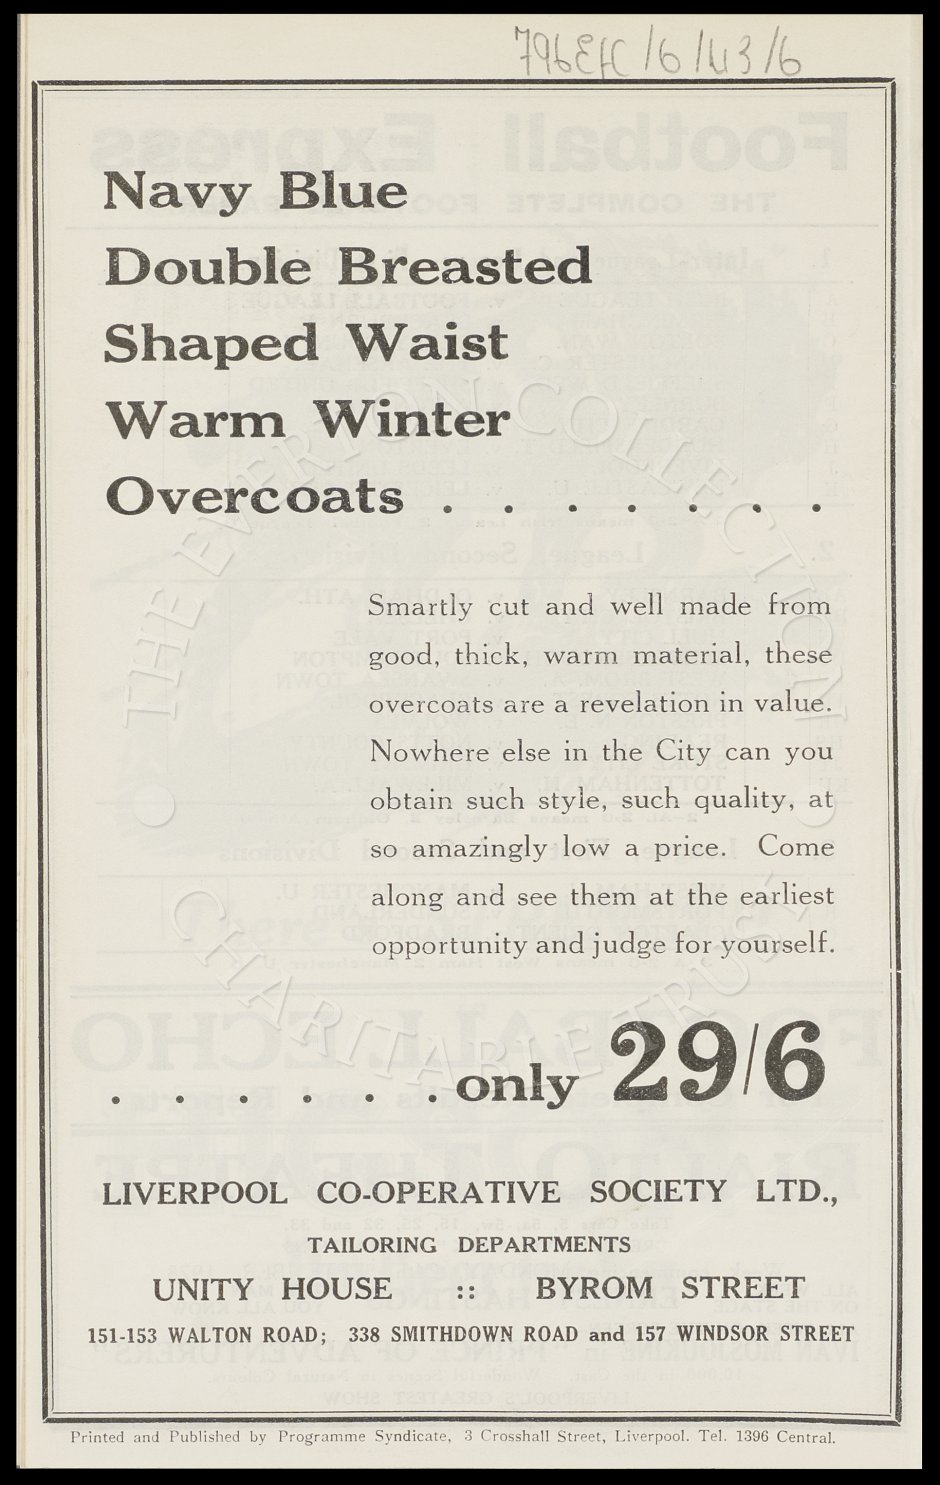 796EFC/6/43/6
Navy Blue
Double Breasted
Shaped Waist
Warm Winter
Overcoats . . . . . . .
Smartly cut and well made from
good, thick, warm material, these
overcoats are a revelation in value.
Nowhere else in the City can you
obtain such style, such quality, at
so amazingly low a price. Come
along and see them at the earliest
opportunity and judge for yourself.
. . . . . . only 29/6
LIVERPOOL CO-OPERATIVE SOCIETY LTD.,
TAILORING DEPARTMENTS
UNITY HOUSE :: BYROM STREET
151-153 WALTON ROAD; 338 SMITHDOWN ROAD and 157 WINDSOR STREET
Printed and Published by Programme Syndicate, 3 Crosshall Street, Liverpool. Tel. 1396 Central.
THE EVERTON COLLECTION
CHARITABLE TRUST